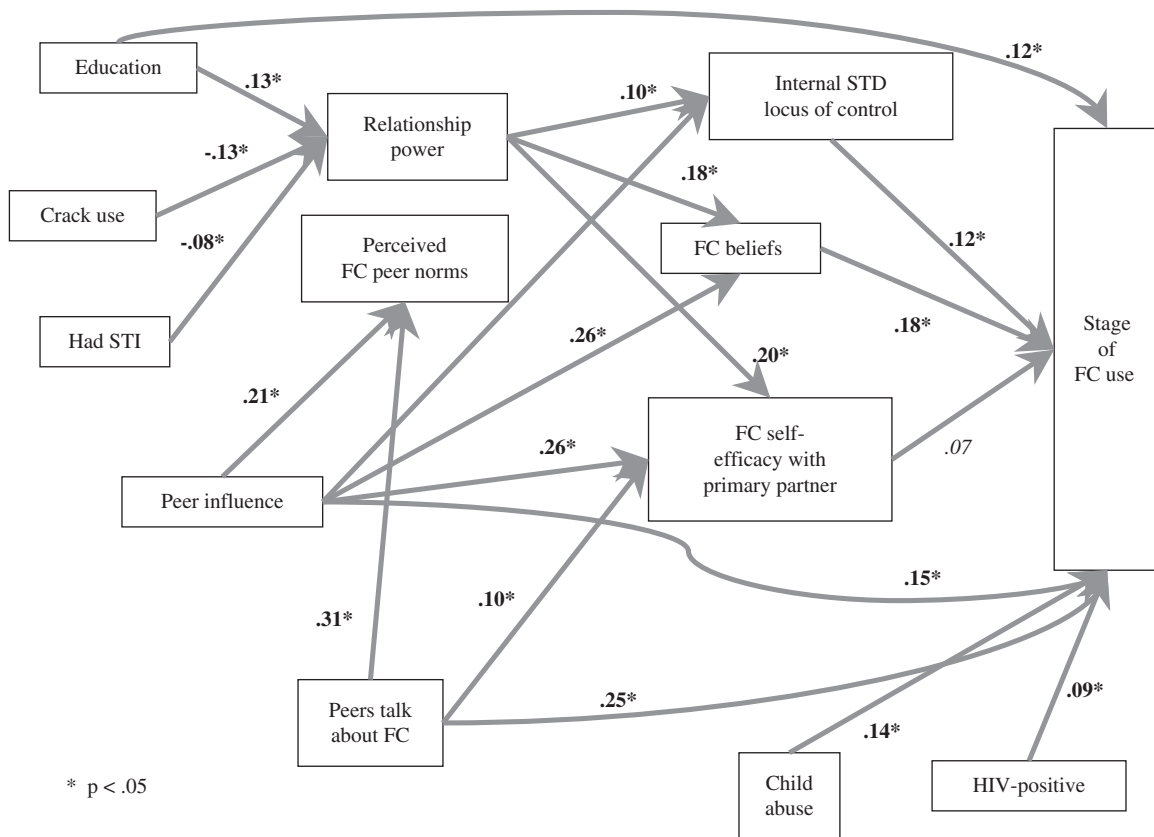 Education
.13*
.12*
.10*
Internal STD
locus of control
Relationship
power
-.13*
.18*
Crack use
-.08*
Perceived
FC peer norms
FC beliefs
.12*
Had STI
.26*
.20*
.18*
Stage
of
FC use
.21*
.26*
FC self-
efficacy with
primary partner
.07
Peer influence
.15*
.10*
.31*
Peers talk
about FC
.25*
.14*
.09*
* p < .05
Child
abuse
HIV-positive